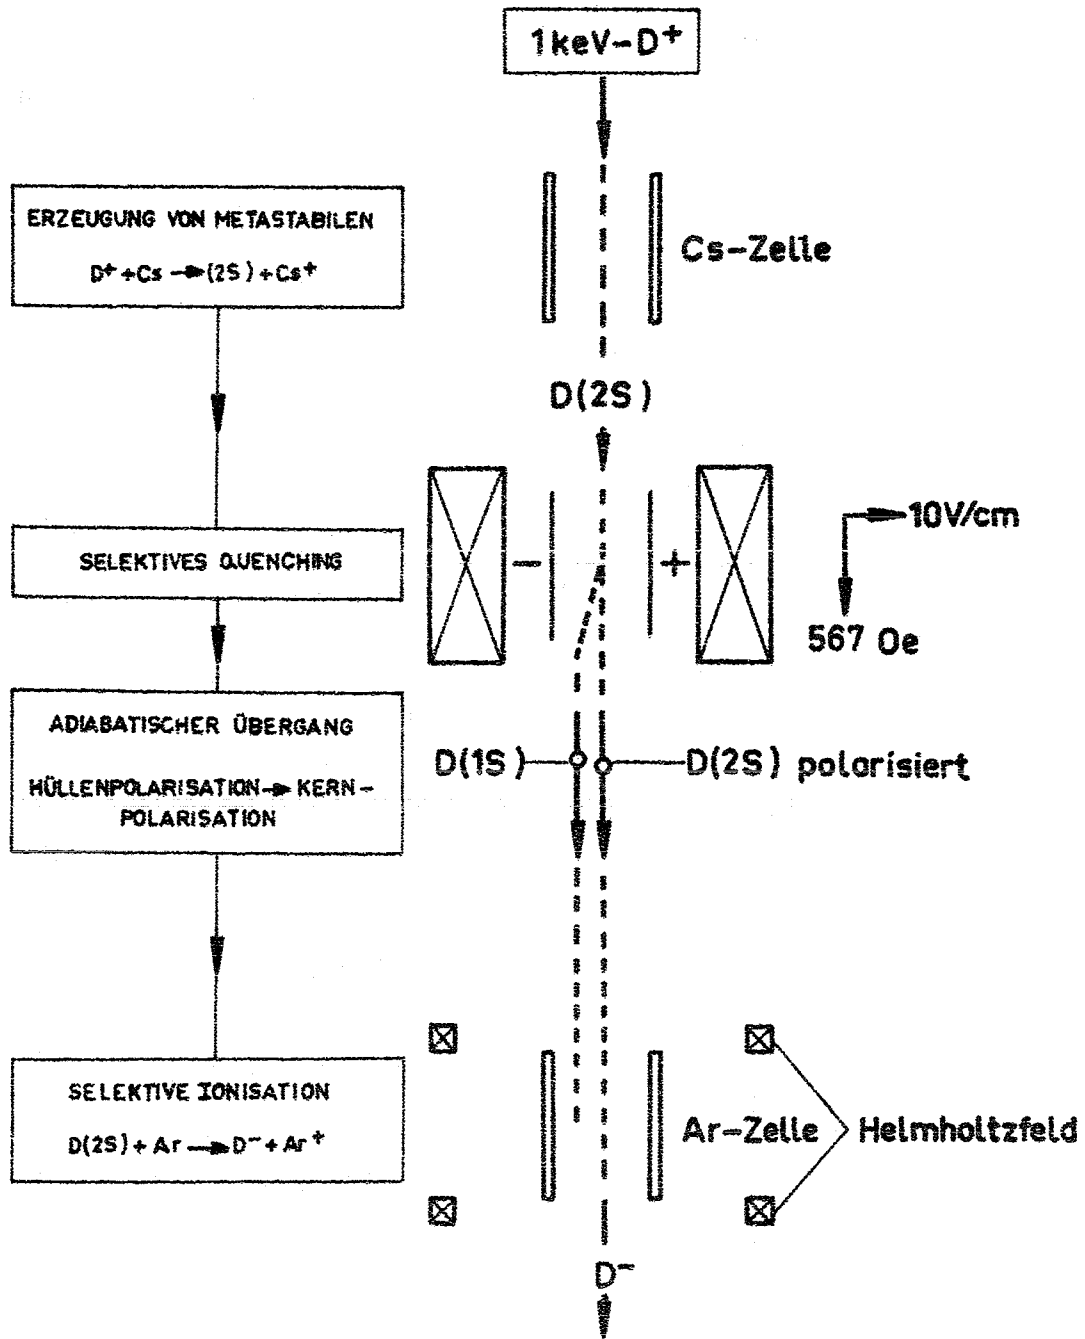 1keV-D⁺
ERZEUGUNG VON METASTABILEN
D⁺ + Cs → (2S) + Cs⁺
Cs-Zelle
D(2S)
SELEKTIVES QUENCHING
−
+
10V/cm
567 Oe
ADIABATISCHER ÜBERGANG
HÜLLENPOLARISATION → KERN-
POLARISATION
D(1S)
D(2S) polarisiert
SELEKTIVE IONISATION
D(2S) + Ar → D⁻ + Ar⁺
Ar-Zelle
Helmholtzfeld
D⁻